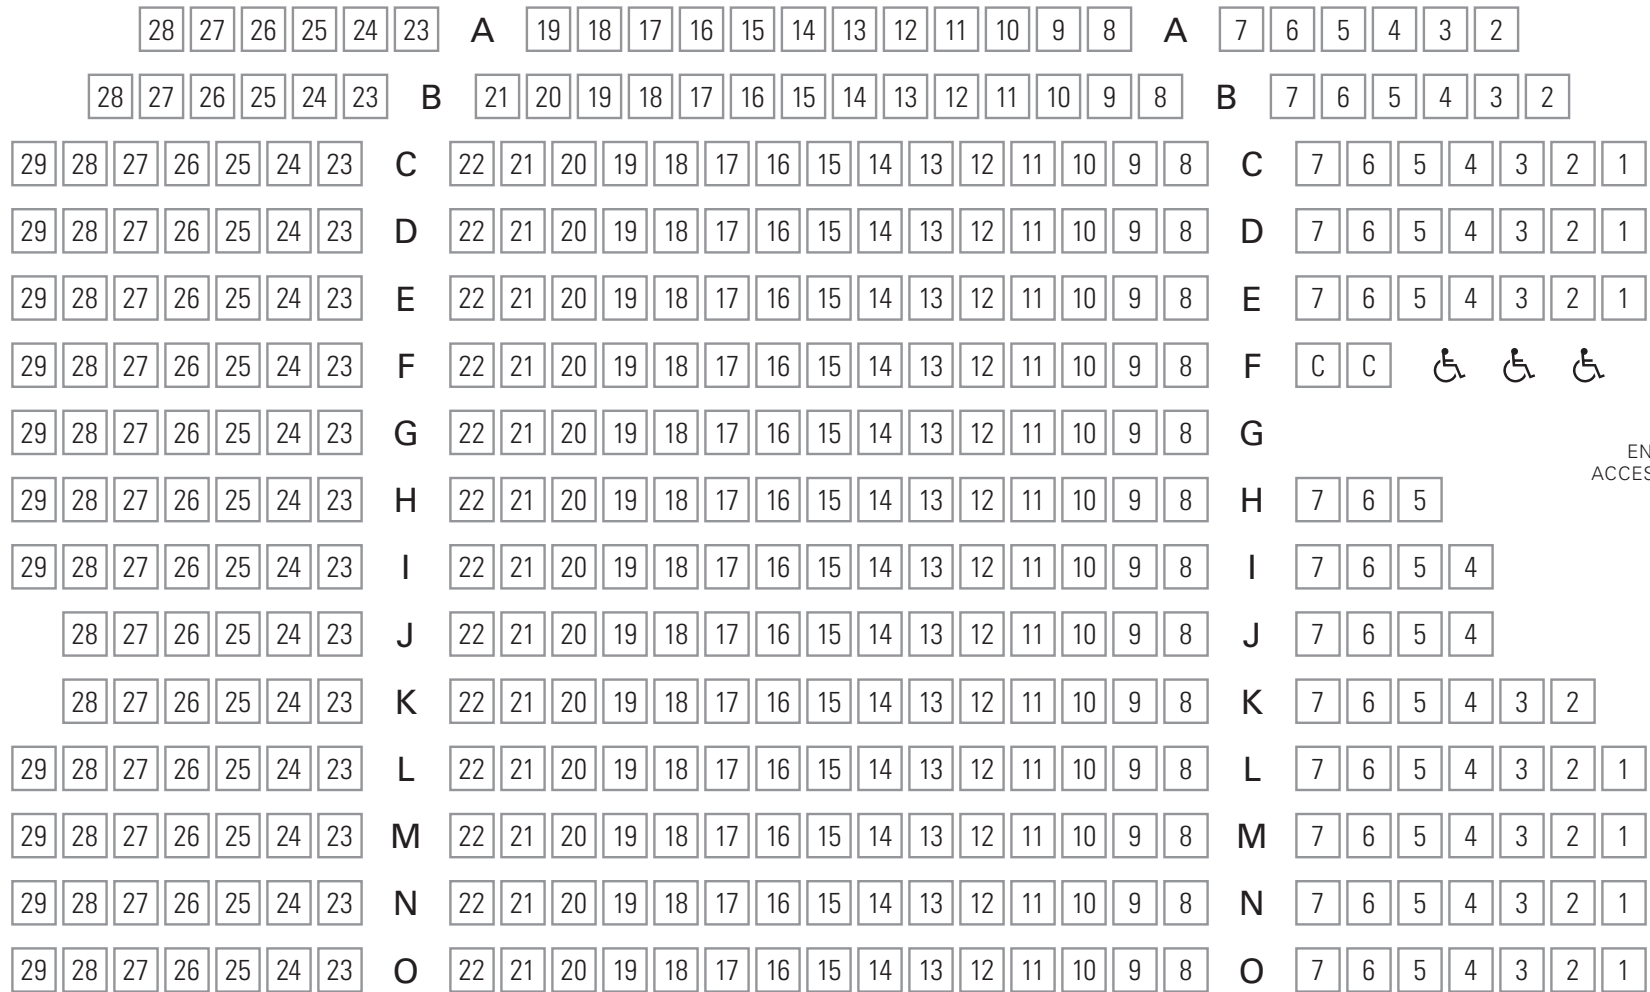 28 27 26 25 24 23 A 19 18 17 16 15 14 13 12 11 10 9 8 A 7 6 5 4 3 2
28 27 26 25 24 23 B 21 20 19 18 17 16 15 14 13 12 11 10 9 8 B 7 6 5 4 3 2
29 28 27 26 25 24 23 C 22 21 20 19 18 17 16 15 14 13 12 11 10 9 8 C 7 6 5 4 3 2 1
29 28 27 26 25 24 23 D 22 21 20 19 18 17 16 15 14 13 12 11 10 9 8 D 7 6 5 4 3 2 1
29 28 27 26 25 24 23 E 22 21 20 19 18 17 16 15 14 13 12 11 10 9 8 E 7 6 5 4 3 2 1
29 28 27 26 25 24 23 F 22 21 20 19 18 17 16 15 14 13 12 11 10 9 8 F C C
29 28 27 26 25 24 23 G 22 21 20 19 18 17 16 15 14 13 12 11 10 9 8 G
EN
ACCES
29 28 27 26 25 24 23 H 22 21 20 19 18 17 16 15 14 13 12 11 10 9 8 H 7 6 5
29 28 27 26 25 24 23 I 22 21 20 19 18 17 16 15 14 13 12 11 10 9 8 I 7 6 5 4
28 27 26 25 24 23 J 22 21 20 19 18 17 16 15 14 13 12 11 10 9 8 J 7 6 5 4
28 27 26 25 24 23 K 22 21 20 19 18 17 16 15 14 13 12 11 10 9 8 K 7 6 5 4 3 2
29 28 27 26 25 24 23 L 22 21 20 19 18 17 16 15 14 13 12 11 10 9 8 L 7 6 5 4 3 2 1
29 28 27 26 25 24 23 M 22 21 20 19 18 17 16 15 14 13 12 11 10 9 8 M 7 6 5 4 3 2 1
29 28 27 26 25 24 23 N 22 21 20 19 18 17 16 15 14 13 12 11 10 9 8 N 7 6 5 4 3 2 1
29 28 27 26 25 24 23 O 22 21 20 19 18 17 16 15 14 13 12 11 10 9 8 O 7 6 5 4 3 2 1